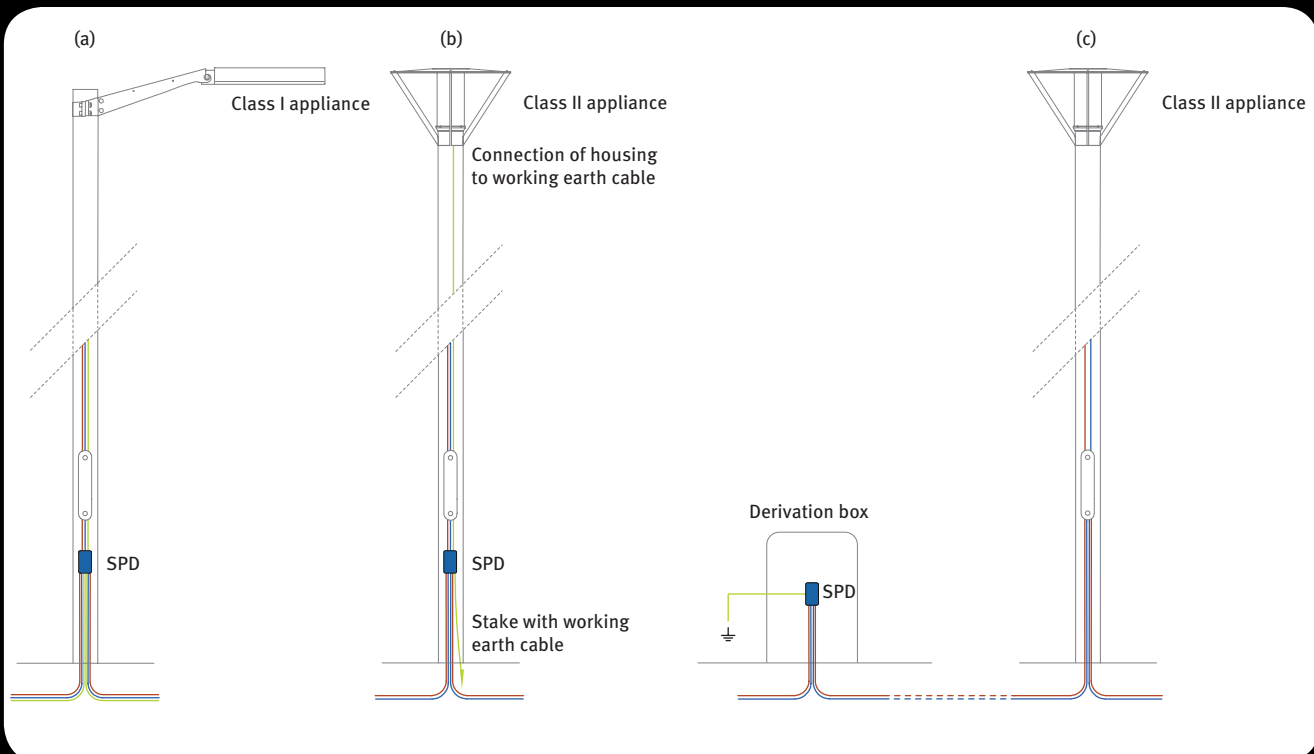 (a)
(b)
(c)
Class I appliance
Class II appliance
Class II appliance
Connection of housing
to working earth cable
Derivation box
SPD
SPD
SPD
Stake with working
earth cable